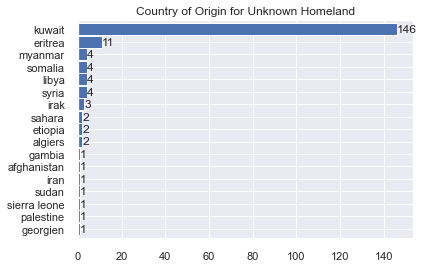 Country of Origin for Unknown Homeland
kuwait 146
eritrea 11
myanmar 4
somalia 4
libya 4
syria 4
irak 3
sahara 2
etiopia 2
algiers 2
gambia 1
afghanistan 1
iran 1
sudan 1
sierra leone 1
palestine 1
georgien 1
0 20 40 60 80 100 120 140